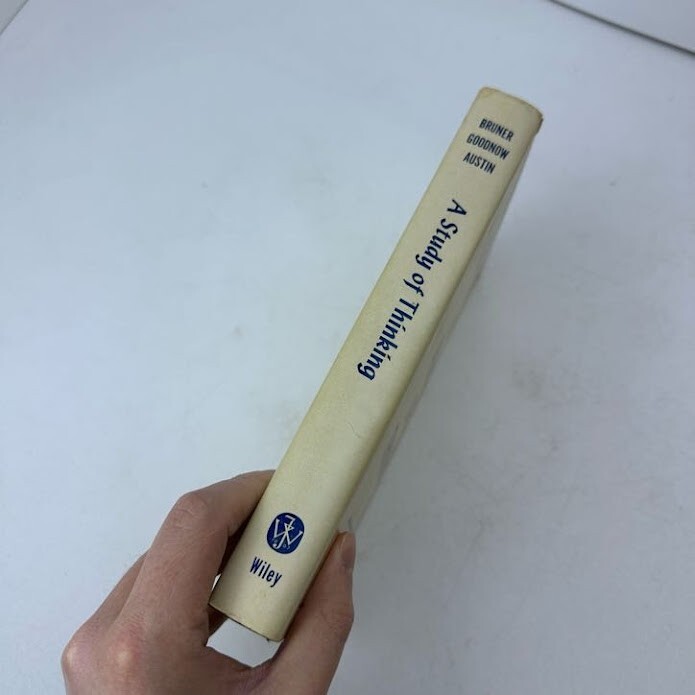 BRUNER
GOODNOW
AUSTIN
A Study of Thinking
Wiley